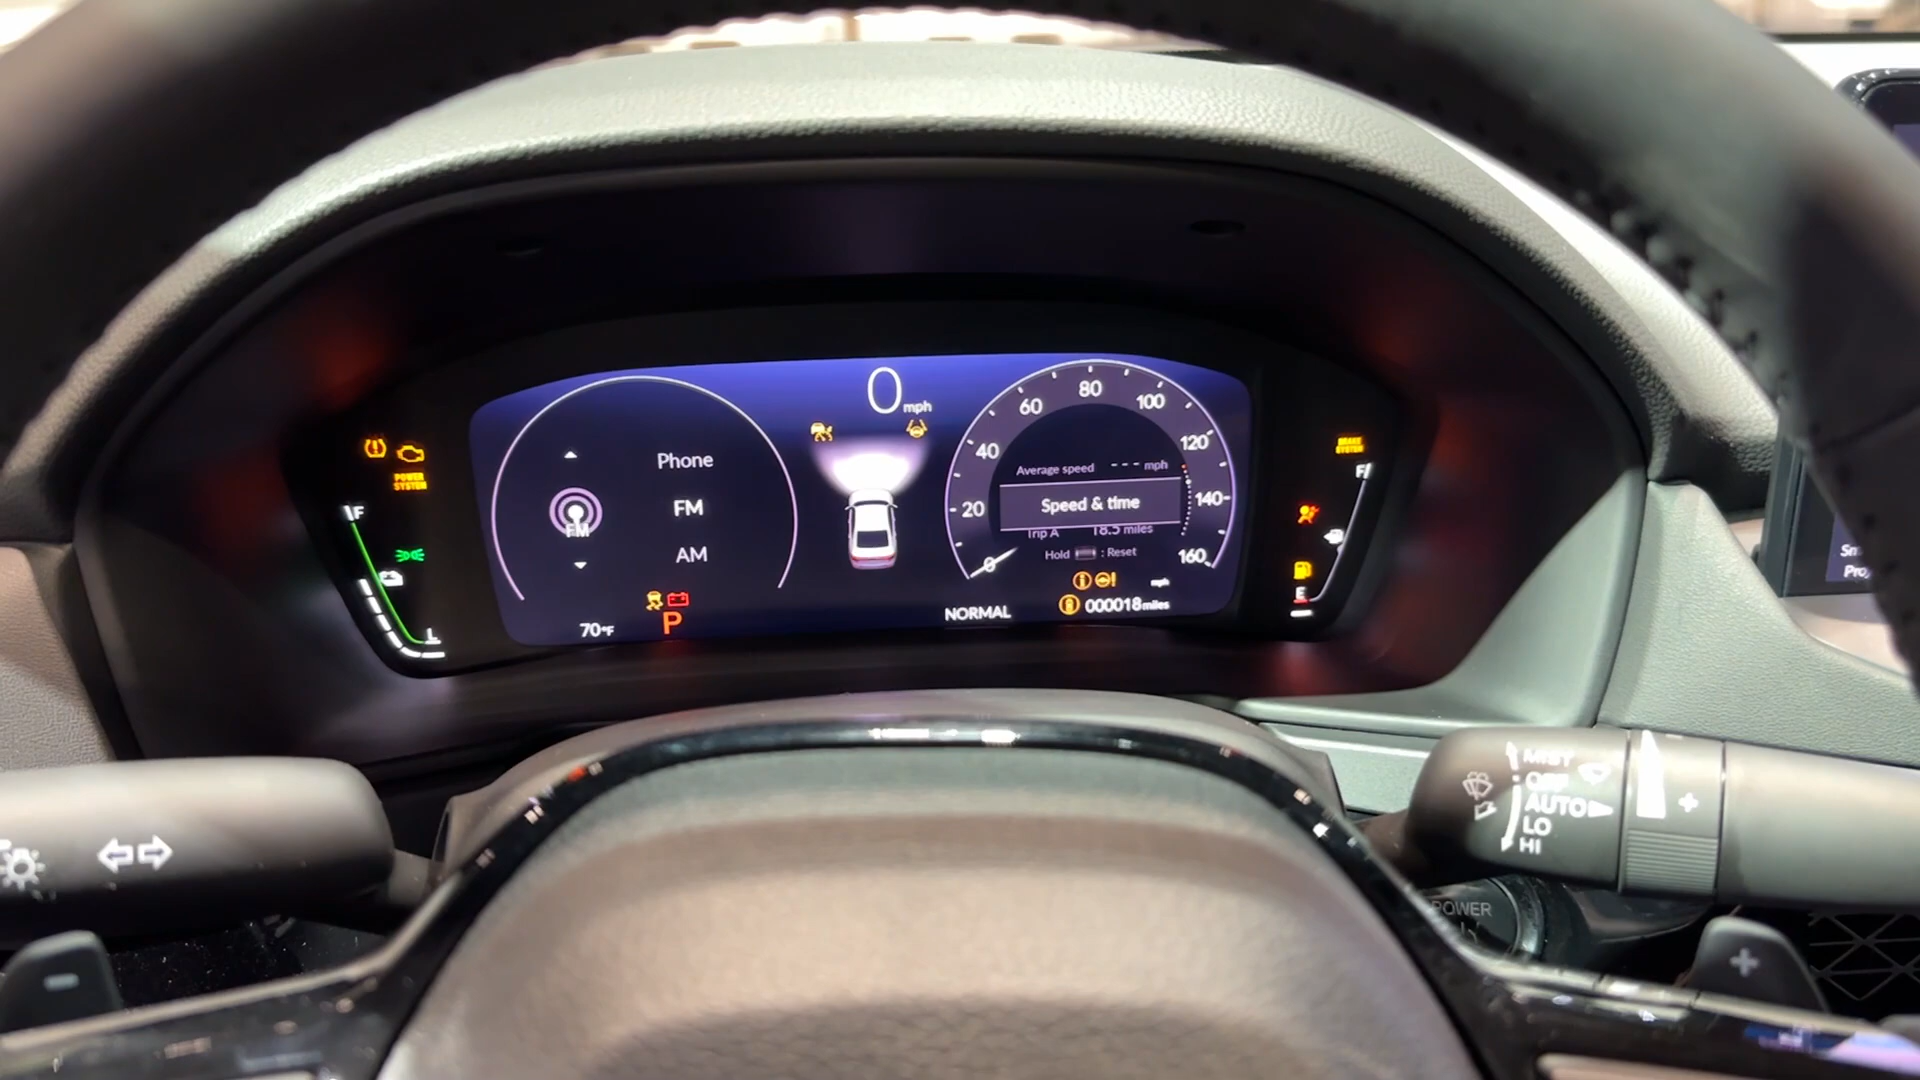 0 mph
Phone
FM
AM
FM
70°F
P
POWER
SYSTEM
F
L
20
40
60
80
100
120
140
160
0
Average speed --- mph
Speed & time
Trip A 18.5 miles
Hold : Reset
mph
NORMAL
000018 miles
BRAKE
SYSTEM
F
E
MIST
OFF
AUTO
LO
HI
+
POWER
-
+